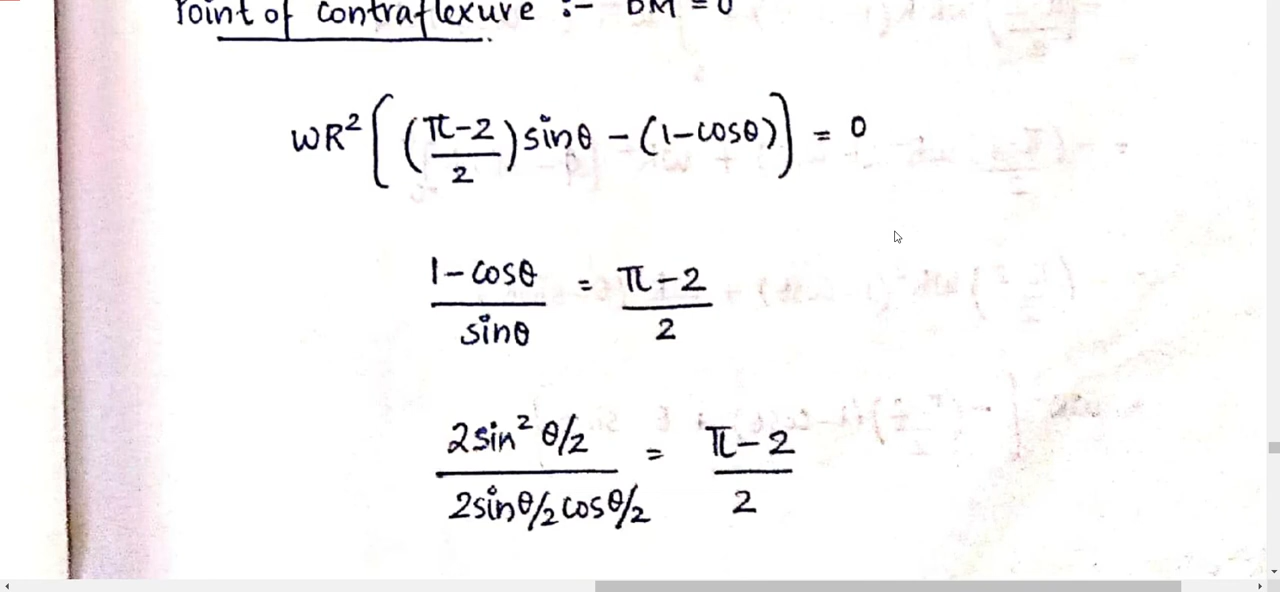 Point of contraflexure :- BM = 0
WR² [ (π-2/2) sinθ - (1-cosθ) ] = 0
1-cosθ/sinθ = π-2/2
2sin² θ/2 / 2sinθ/2 cosθ/2 = π-2/2